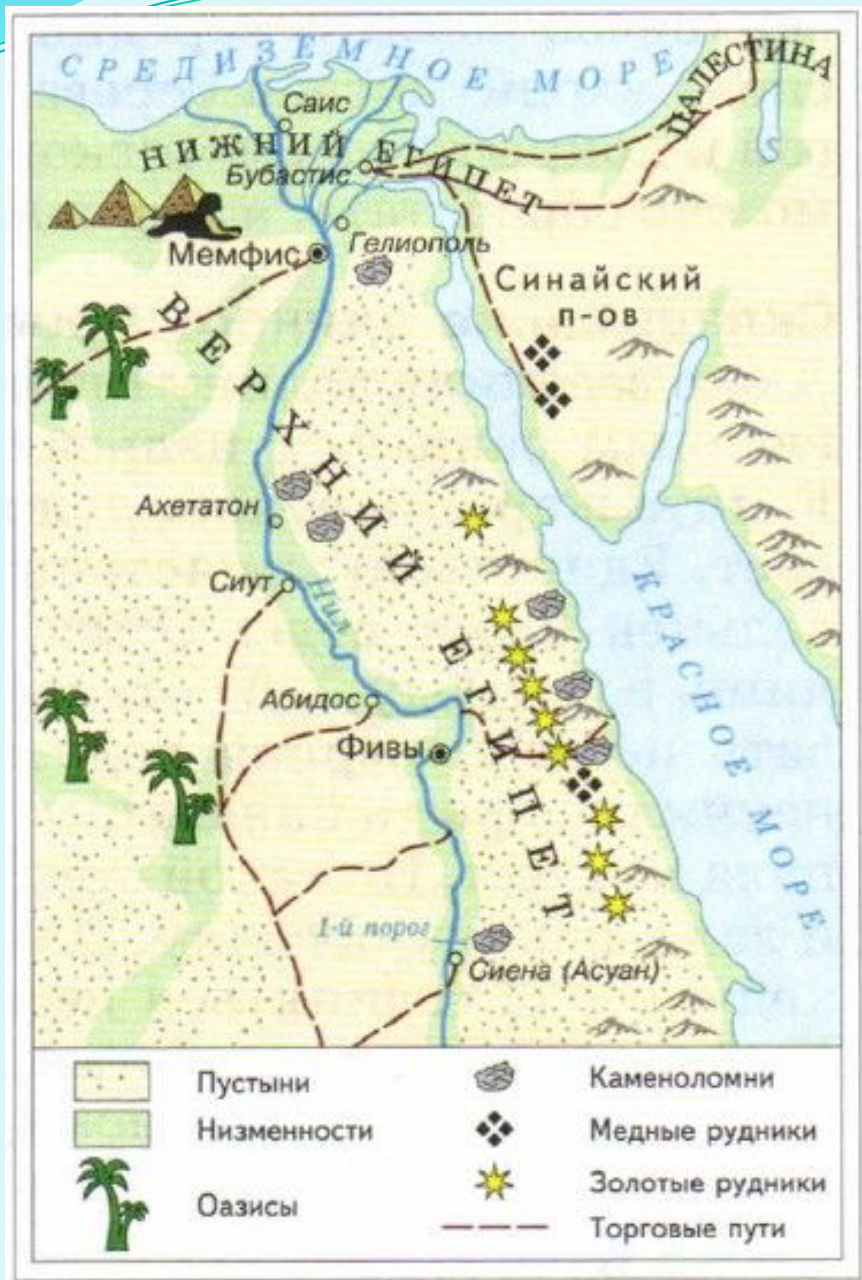 СРЕДИЗЕМНОЕ МОРЕ
ПАЛЕСТИНА
Саис
НИЖНИЙ ЕГИПЕТ
Бубастис
Гелиополь
Мемфис
Синайский
п-ов
ВЕРХНИЙ ЕГИПЕТ
Ахетатон
Сиут
Нил
КРАСНОЕ МОРЕ
Абидос
Фивы
1-й порог
Сиена (Асуан)
Пустыни
Каменоломни
Низменности
Медные рудники
Оазисы
Золотые рудники
Торговые пути